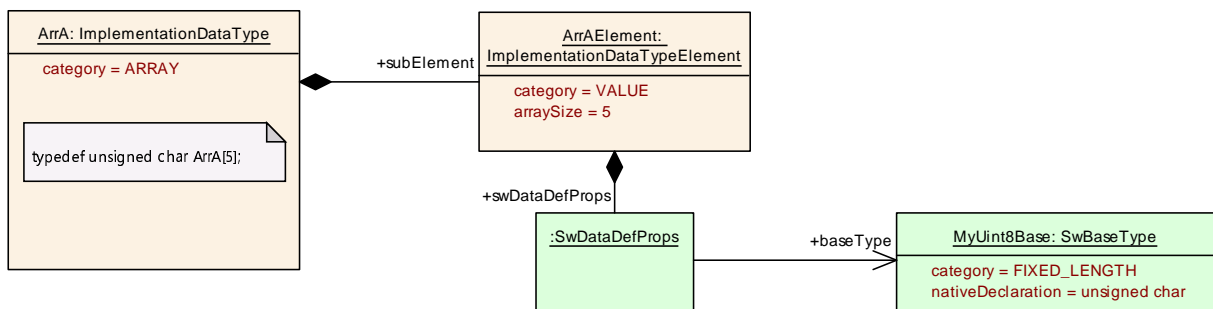 ArrA: ImplementationDataType
category = ARRAY
typedef unsigned char ArrA[5];
+subElement
ArrAElement:
ImplementationDataTypeElement
category = VALUE
arraySize = 5
+swDataDefProps
:SwDataDefProps
+baseType
MyUint8Base: SwBaseType
category = FIXED_LENGTH
nativeDeclaration = unsigned char